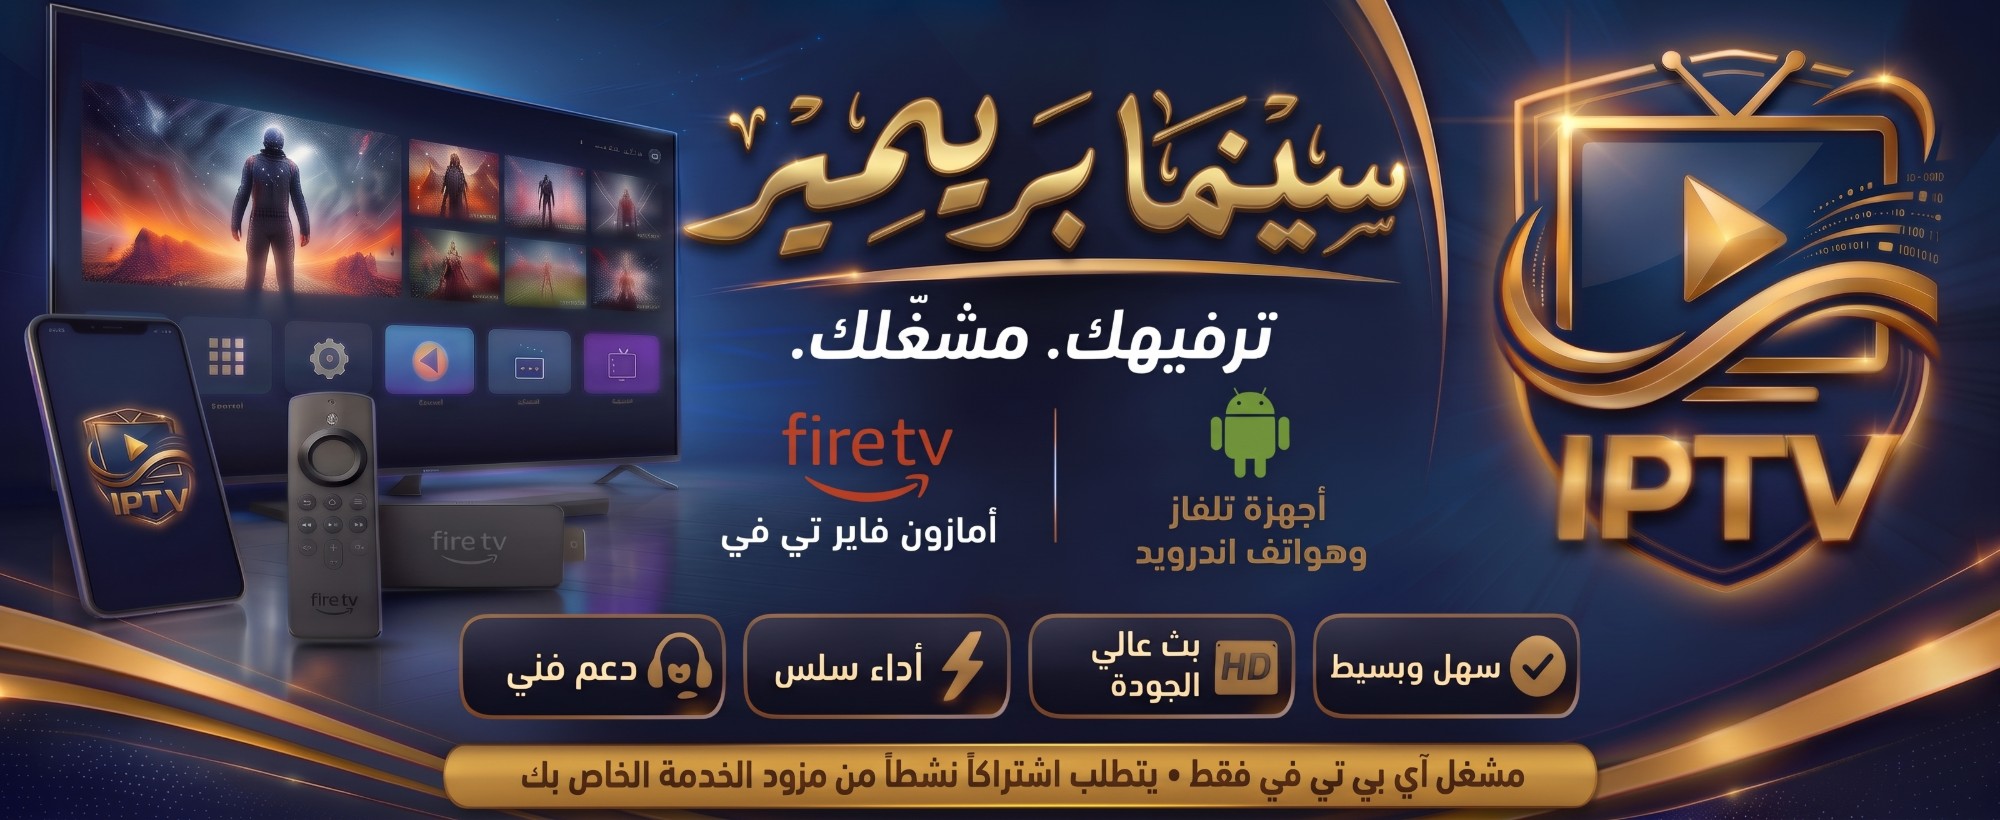 سينما بريمير
ترفيهك. مشغّلك.
أجهزة تلفاز
وهواتف اندرويد
fire tv
أمازون فاير تي في
IPTV
سهل وبسيط
HD
بث عالي
الجودة
أداء سلس
دعم فني
مشغل آي بي تي في فقط • يتطلب اشتراكاً نشطاً من مزود الخدمة الخاص بك
IPTV
fire tv
fire tv